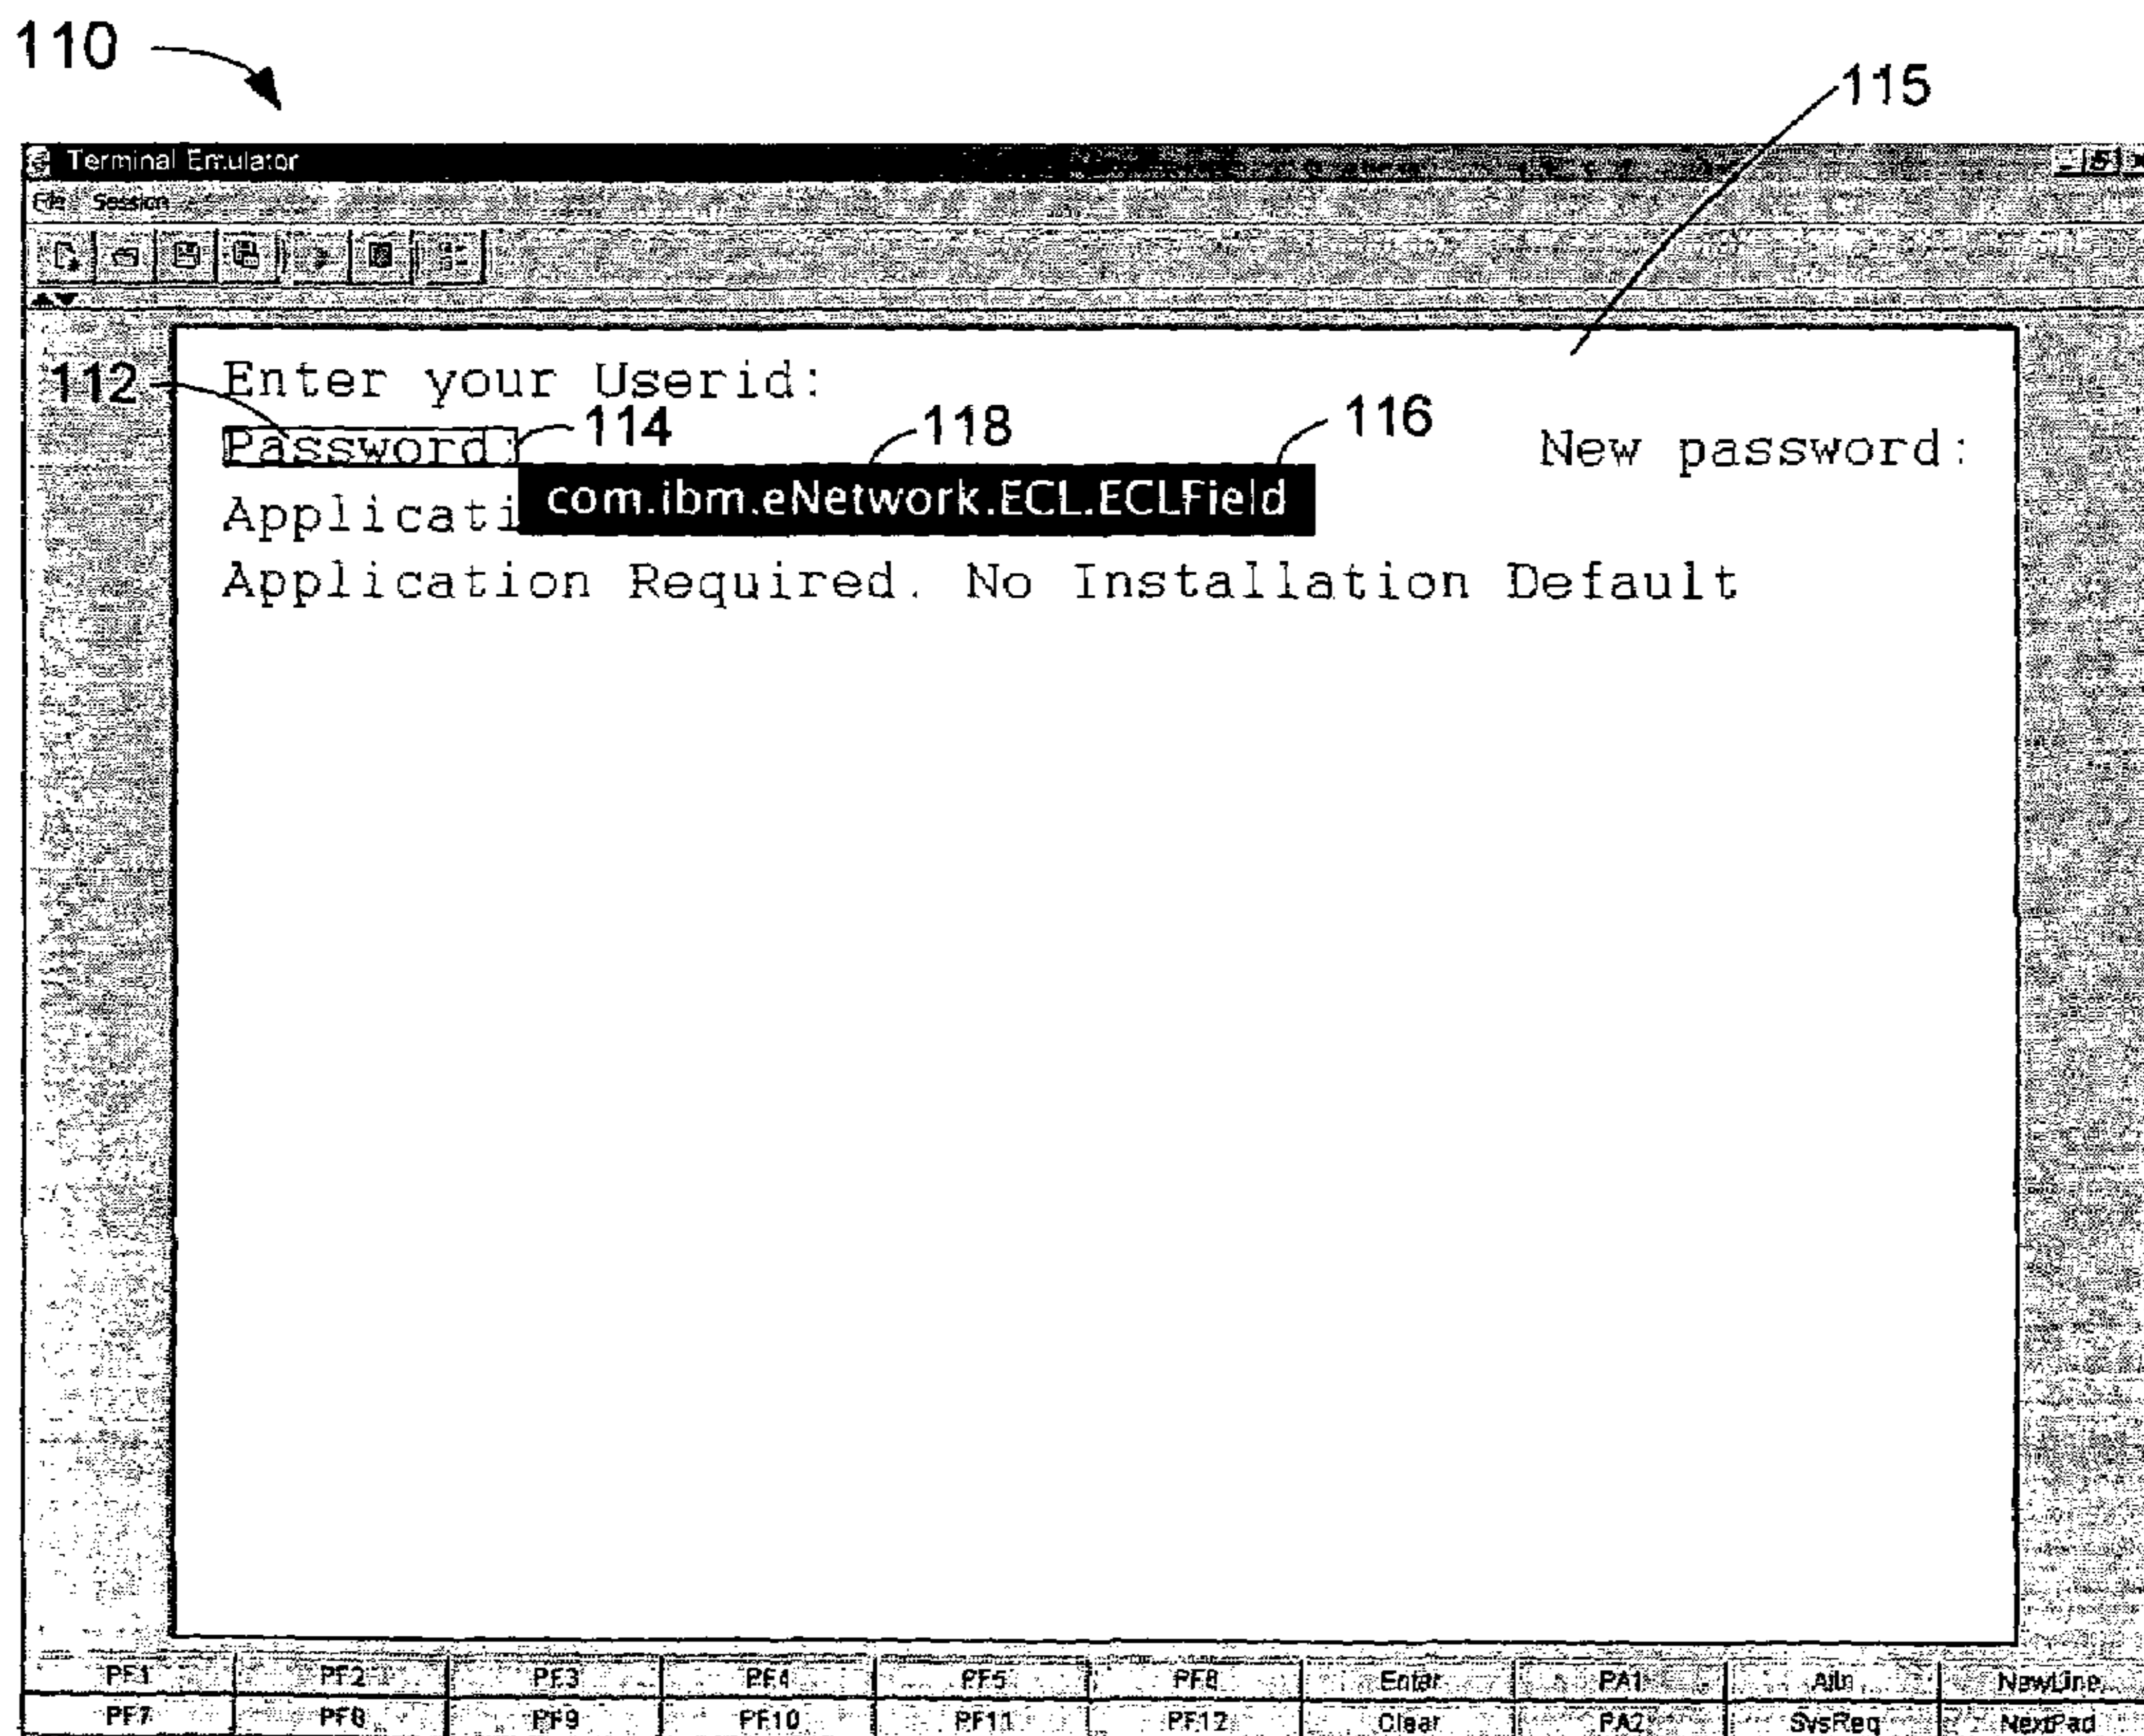 110
115
Terminal Emulator
File Session
112 Enter your Userid:
114 118 116
Password: New password:
com.ibm.eNetwork.ECL.ECLField
Applicati
Application Required. No Installation Default
PF1 PF2 PF3 PF4 PF5 PF6 Enter PA1 Attn NewLine
PF7 PF8 PF9 PF10 PF11 PF12 Clear PA2 SysReq NextPad